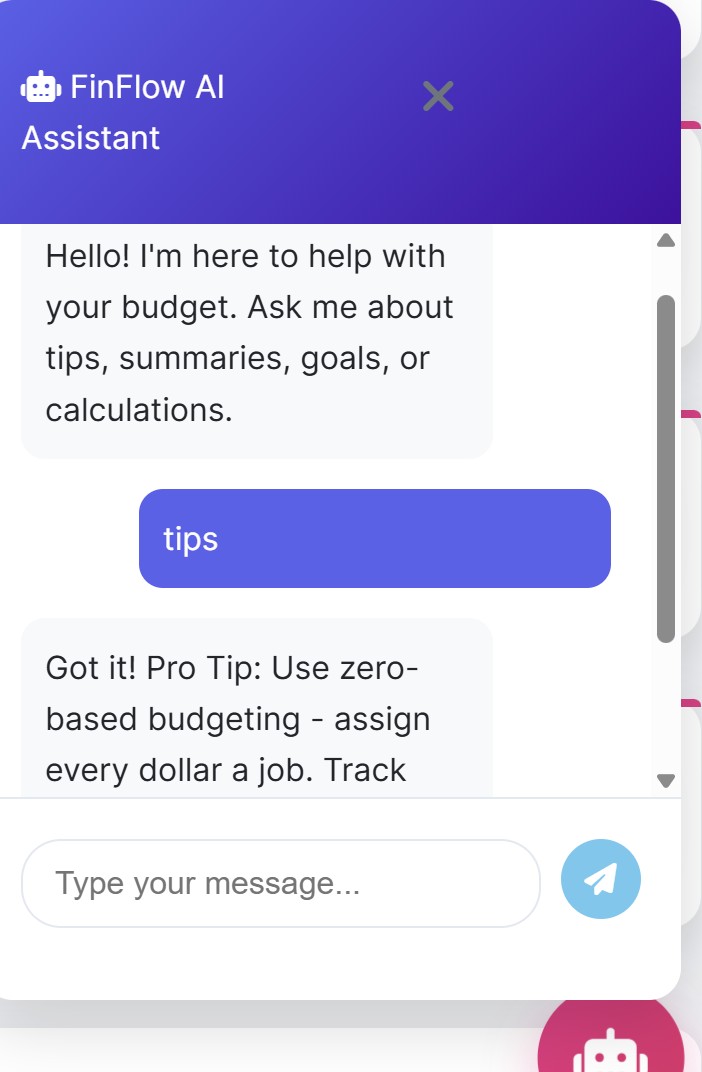 FinFlow AI
Assistant
Hello! I'm here to help with
your budget. Ask me about
tips, summaries, goals, or
calculations.
tips
Got it! Pro Tip: Use zero-
based budgeting - assign
every dollar a job. Track
Type your message...